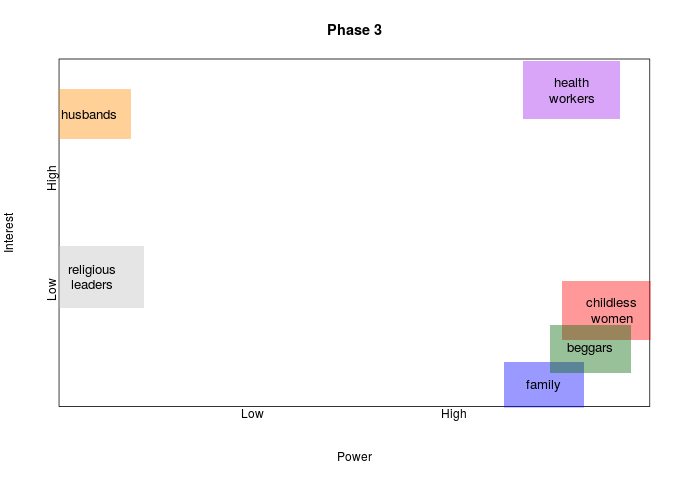 Phase 3
health
workers
husbands
High
Interest
religious
leaders
Low
childless
women
beggars
family
Low
High
Power